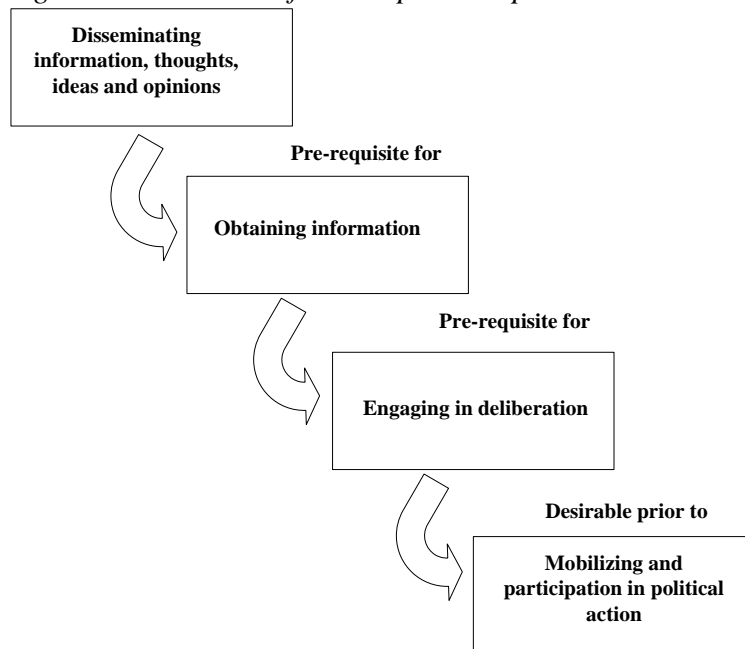 Disseminating
information, thoughts,
ideas and opinions
Pre-requisite for
Obtaining information
Pre-requisite for
Engaging in deliberation
Desirable prior to
Mobilizing and
participation in political
action